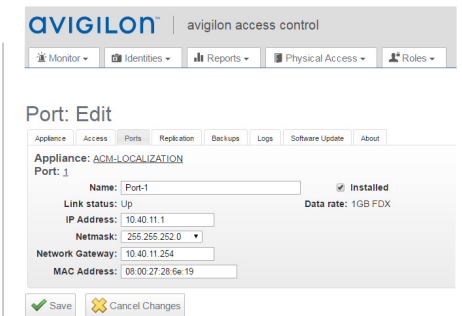 avigilon™ avigilon access control
Monitor Identities Reports Physical Access Roles
Port: Edit
Appliance Access Ports Replication Backups Logs Software Update About
Appliance: ACM-LOCALIZATION
Port: 1
Name: Port-1 Installed
Link status: Up Data rate: 1GB FDX
IP Address: 10.40.11.1
Netmask: 255.255.252.0
Network Gateway: 10.40.11.254
MAC Address: 08:00:27:28:6e:19
Save Cancel Changes